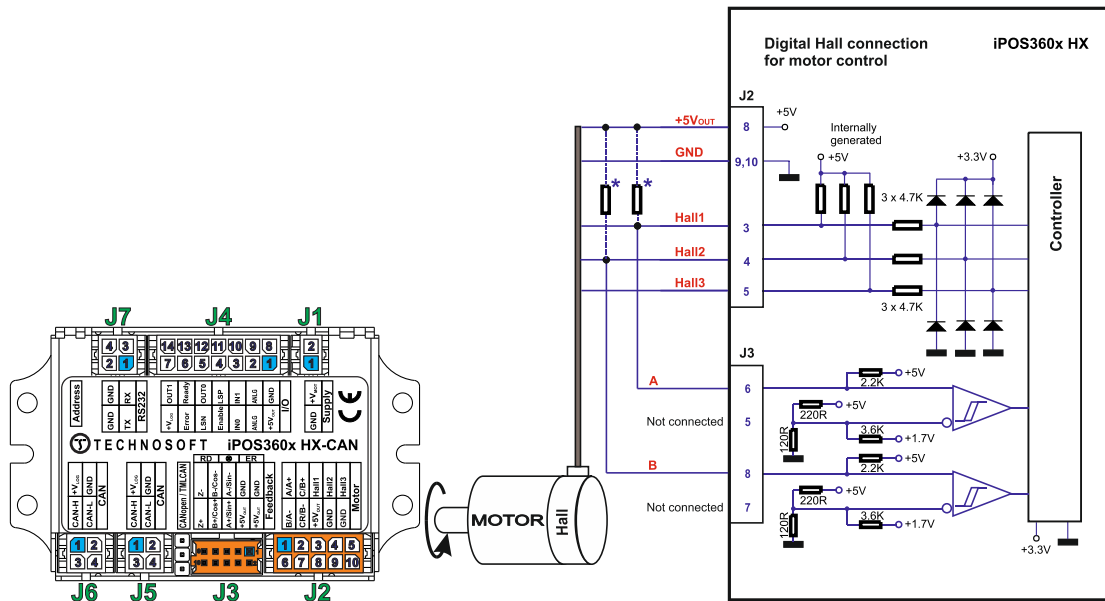 Digital Hall connection
for motor control
iPOS360x HX
J2
+5VOUT
8
+5V
GND
9,10
Internally
generated
+5V
+3.3V
3 x 4.7K
Hall1
3
Hall2
4
Hall3
5
3 x 4.7K
Controller
*
*
J3
A
6
+5V
2.2K
Not connected
5
+5V
220R
120R
3.6K
+1.7V
B
8
+5V
2.2K
Not connected
7
+5V
220R
120R
3.6K
+1.7V
+3.3V
MOTOR
Hall
J7
J4
J1
4 3
2 1
14 13 12 11 10 9 8
7 6 5 4 3 2 1
2
1
Address
GND GND
TX RX
RS232
OUT1 Ready OUT0 LSP IN1 ANLG GND
+VLOG Error LSN Enable IN0 ANLG +5VOUT
I/O
+VMOT
GND
Supply
CE
TECHNOSOFT iPOS360x HX-CAN
RD ER
+VLOG GND
CAN-H CAN-L
CAN
+VLOG GND
CAN-H CAN-L
CAN
CANopen / TMLCAN
Z- B-/Cos- A-/Sin- GND GND
Z+ B+/Cos+ A+/Sin+ +5VOUT +5VOUT
Feedback
A/A+ C/B+ Hall1 Hall2 Hall3
B/A- CR/B- +5VOUT GND GND
Motor
1 2
3 4
1 2
3 4
1 2 3 4 5
6 7 8 9 10
J6
J5
J3
J2